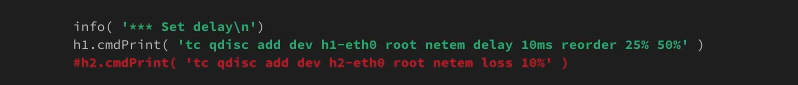 info( '*** Set delay\n')
h1.cmdPrint( 'tc qdisc add dev h1-eth0 root netem delay 10ms reorder 25% 50%' )
#h2.cmdPrint( 'tc qdisc add dev h2-eth0 root netem loss 10%' )